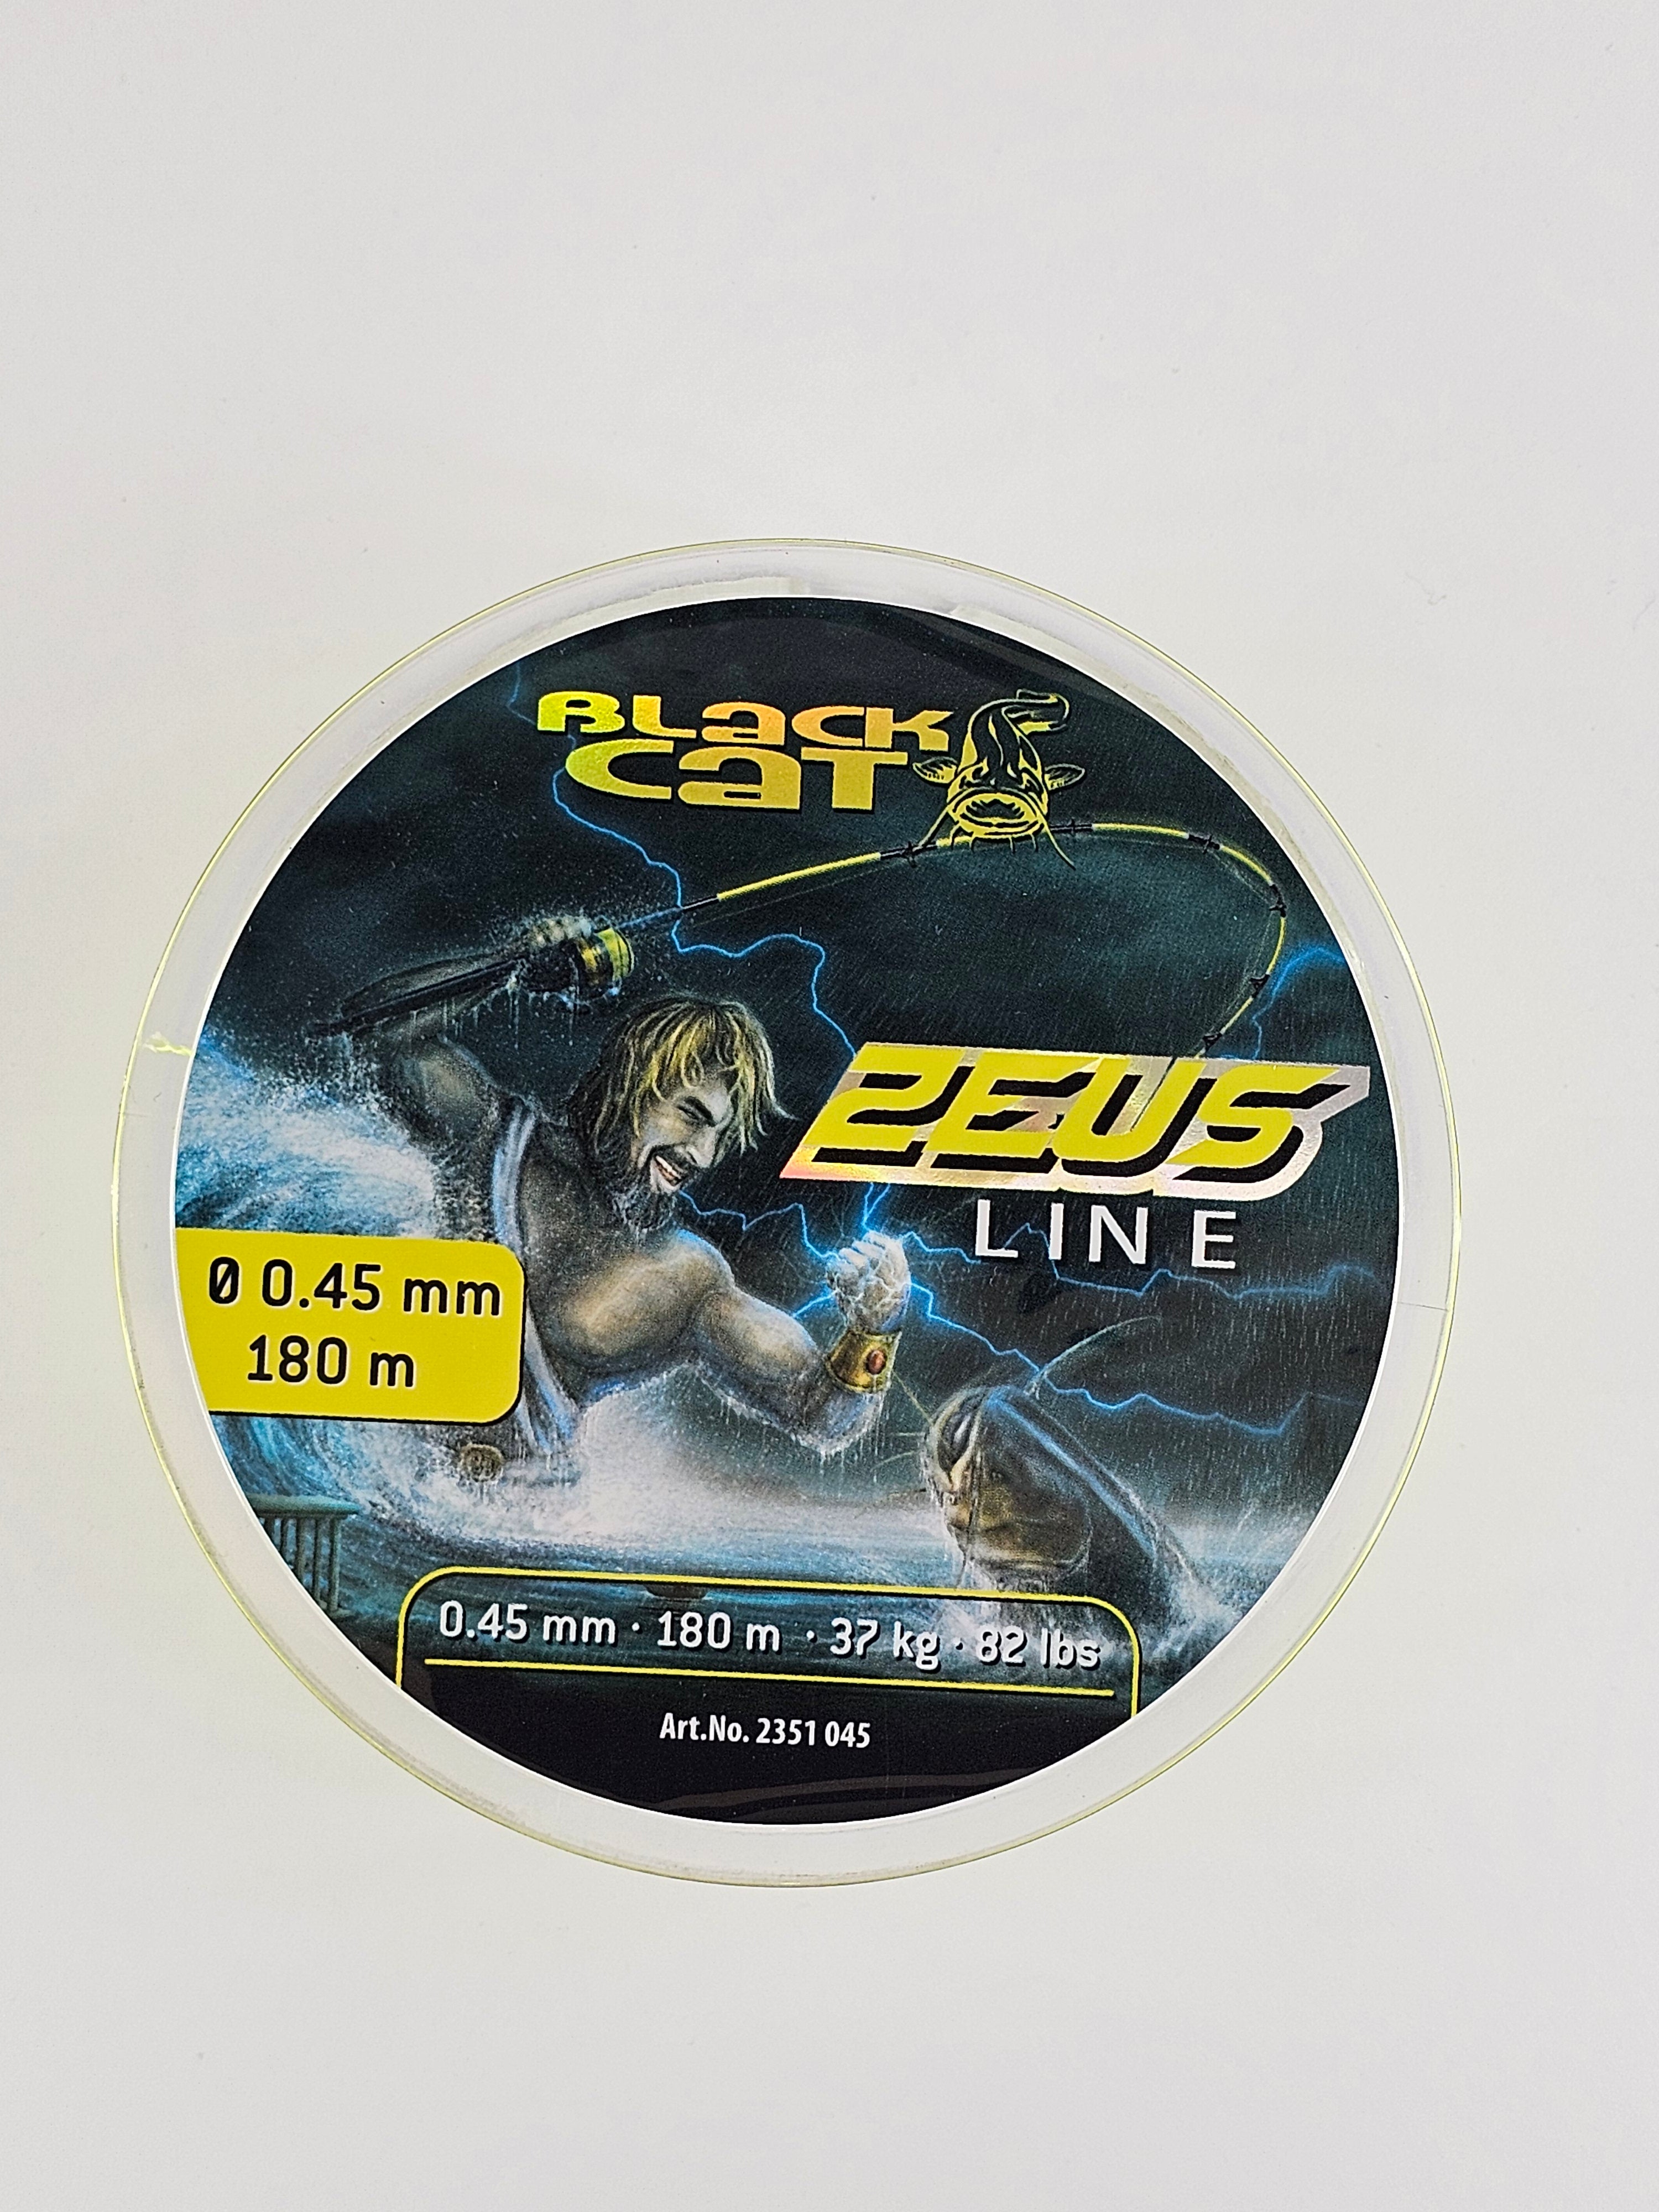 BLACK
CAT
ZEUS
LINE
Ø 0.45 mm
180 m
0.45 mm · 180 m · 37 kg · 82 lbs
Art.No. 2351 045